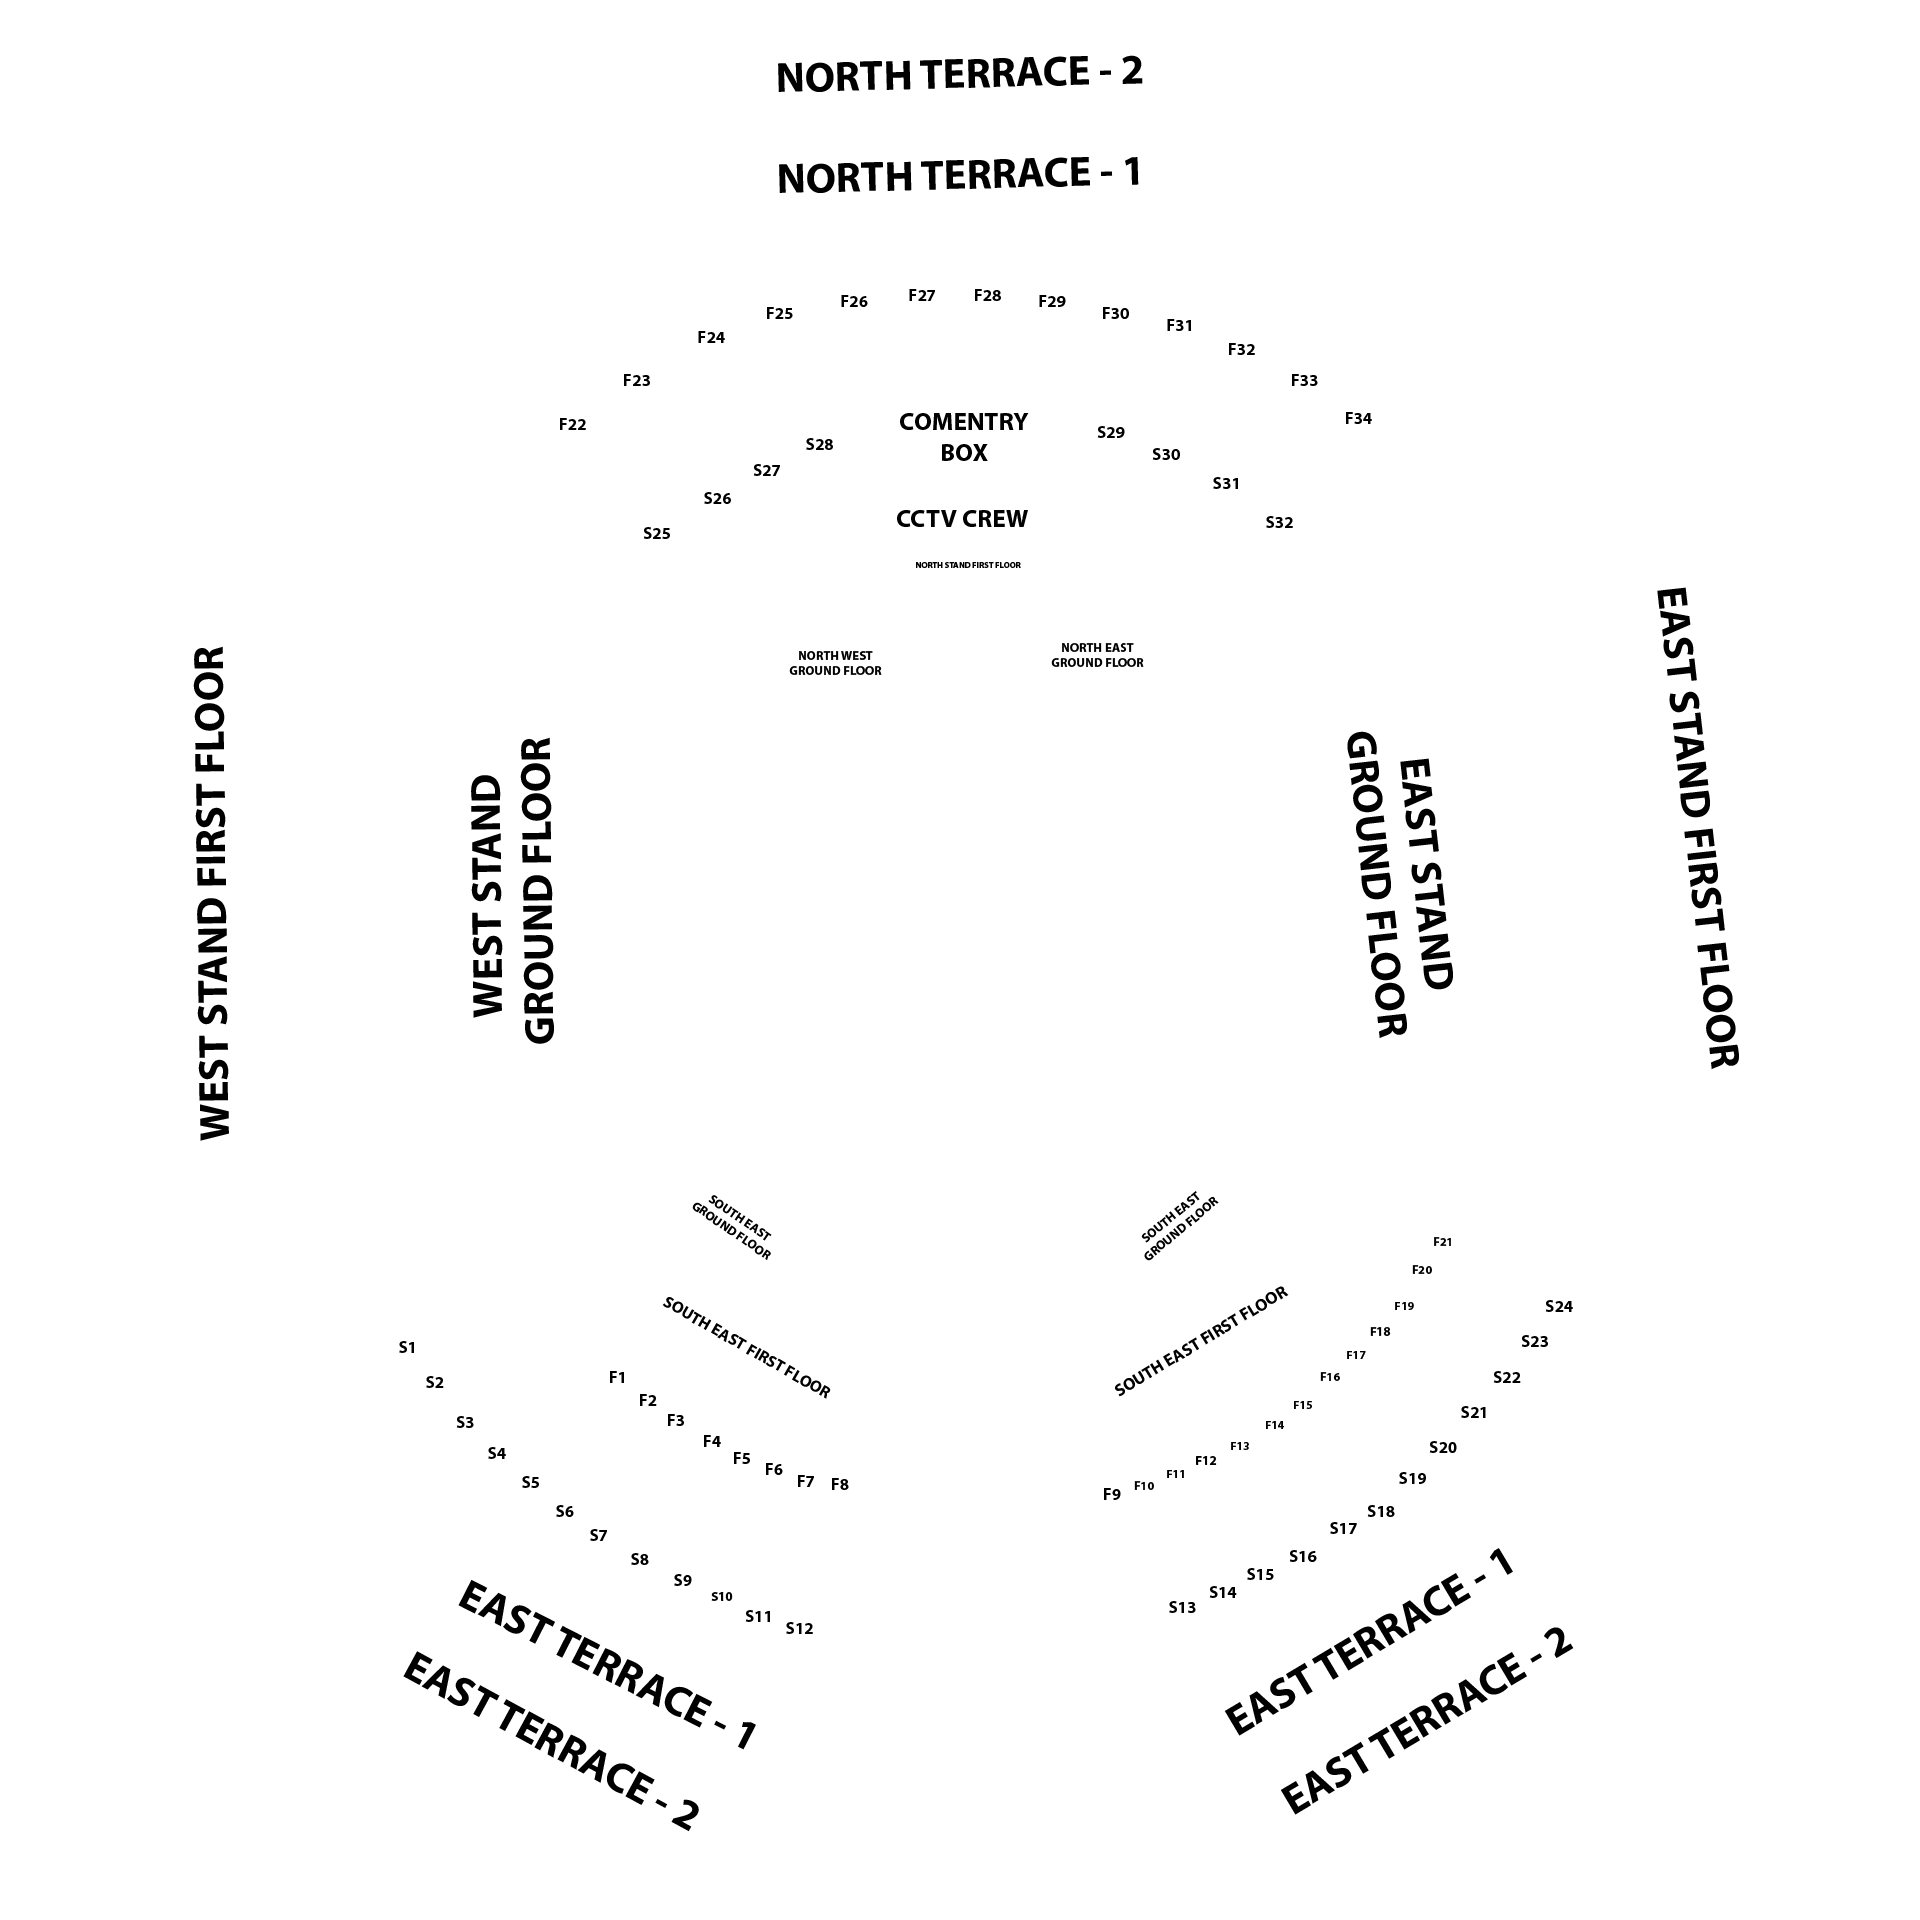 NORTH TERRACE - 2
NORTH TERRACE - 1
F22
F23
F24
F25
F26
F27
F28
F29
F30
F31
F32
F33
F34
S25
S26
S27
S28
COMENTRY
BOX
S29
S30
S31
S32
CCTV CREW
NORTH STAND FIRST FLOOR
NORTH WEST
GROUND FLOOR
NORTH EAST
GROUND FLOOR
WEST STAND FIRST FLOOR
WEST STAND
GROUND FLOOR
EAST STAND
GROUND FLOOR
EAST STAND FIRST FLOOR
SOUTH EAST
GROUND FLOOR
SOUTH EAST
GROUND FLOOR
SOUTH EAST FIRST FLOOR
SOUTH EAST FIRST FLOOR
F1
F2
F3
F4
F5
F6
F7
F8
F9
F10
F11
F12
F13
F14
F15
F16
F17
F18
F19
F20
F21
S1
S2
S3
S4
S5
S6
S7
S8
S9
S10
S11
S12
S13
S14
S15
S16
S17
S18
S19
S20
S21
S22
S23
S24
EAST TERRACE - 1
EAST TERRACE - 2
EAST TERRACE - 1
EAST TERRACE - 2